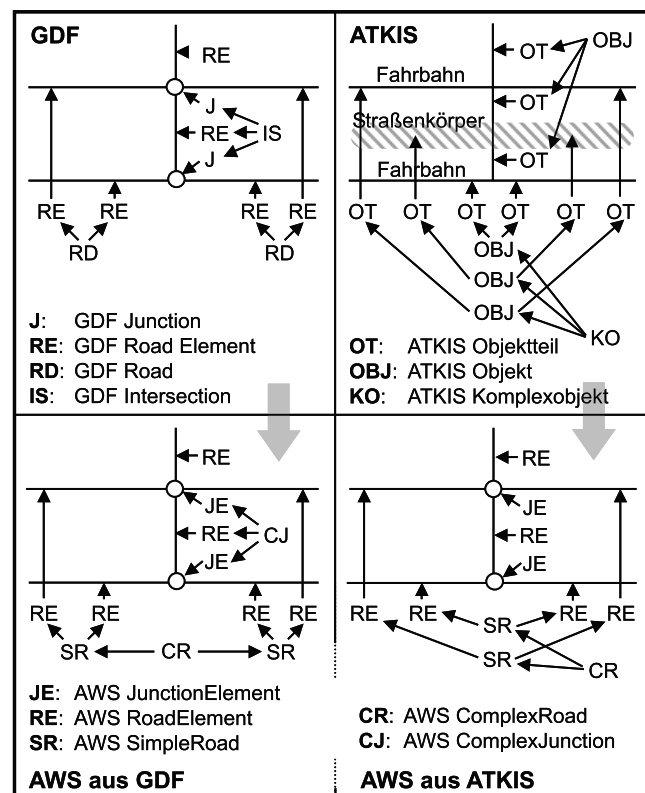 GDF
RE
J
RE IS
J
RE RE RE RE
RD RD
J: GDF Junction
RE: GDF Road Element
RD: GDF Road
IS: GDF Intersection
ATKIS
OT OBJ
Fahrbahn
OT
Straßenkörper
Fahrbahn OT
OT OT OT OT OT OT
OBJ
OBJ
OBJ
KO
OT: ATKIS Objektteil
OBJ: ATKIS Objekt
KO: ATKIS Komplexobjekt
RE
JE
RE CJ
JE
RE RE RE RE
SR CR SR
JE: AWS JunctionElement
RE: AWS RoadElement
SR: AWS SimpleRoad
AWS aus GDF
RE
JE
RE
JE
RE RE RE RE
SR
SR
CR
CR: AWS ComplexRoad
CJ: AWS ComplexJunction
AWS aus ATKIS